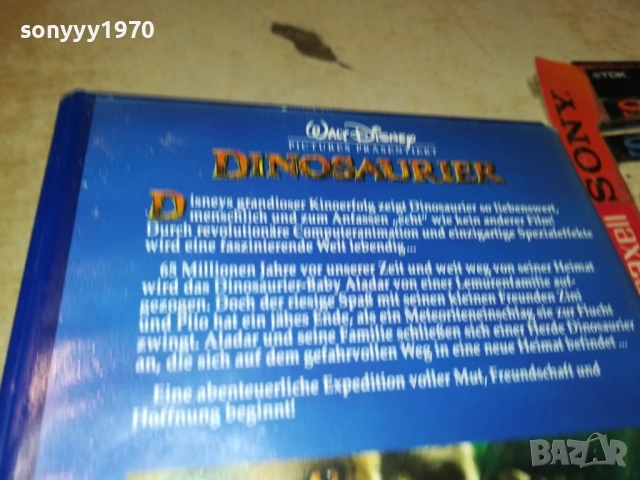 sonyyy1970
WALT DISNEY
PICTURES PRÄSENTIERT
DINOSAURIER
Disneys grandioser Kinoerfolg zeigt Dinosaurier so liebenswert,
menschlich und zum Anfassen „echt“ wie kein anderer Film!
Durch revolutionäre Computeranimation und einzigartige Spezialeffekte
wird eine faszinierende Welt lebendig...
65 Millionen Jahre vor unserer Zeit und weit weg von seiner Heimat
wird das Dinosaurier-Baby Aladar von einer Lemurenfamilie auf-
gezogen. Doch der riesige Spaß mit seinen kleinen Freunden Zini
und Plio hat ein jähes Ende, als ein Meteoriteneinschlag sie zur Flucht
zwingt. Aladar und seine Familie schließen sich einer Herde Dinosaurier
an, die sich auf dem gefahrvollen Weg in eine neue Heimat befindet ...
Eine abenteuerliche Expedition voller Mut, Freundschaft und
Hoffnung beginnt!
TDK
SONY
maxell
BAZAR
bg